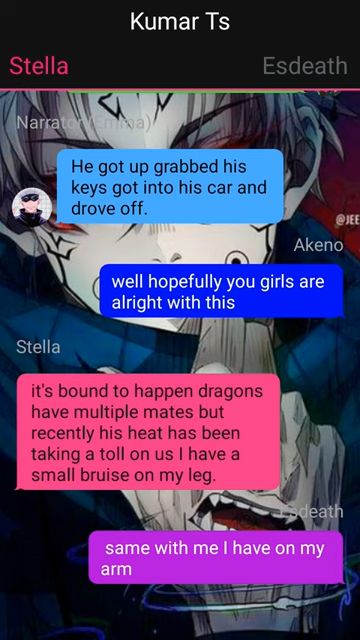 Kumar Ts
Stella
Esdeath
Narrator (Emma)
He got up grabbed his
keys got into his car and
drove off.
@JEE
Akeno
well hopefully you girls are
alright with this
Stella
it's bound to happen dragons
have multiple mates but
recently his heat has been
taking a toll on us I have a
small bruise on my leg.
Esdeath
same with me I have on my
arm